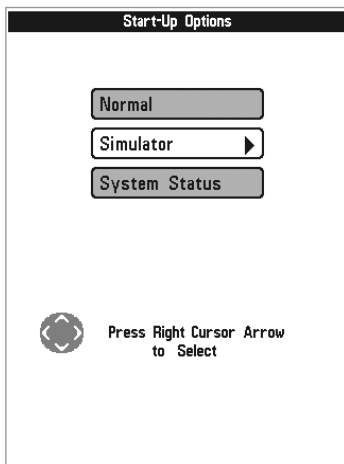 Start-Up Options
Normal
Simulator
System Status
Press Right Cursor Arrow
to Select